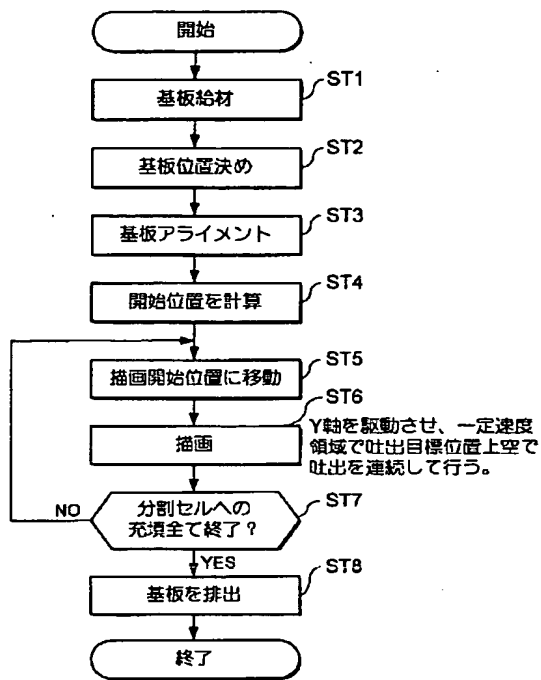 開始
ST1
基板給材
ST2
基板位置決め
ST3
基板アライメント
ST4
開始位置を計算
ST5
描画開始位置に移動
ST6
描画
Y軸を駆動させ、一定速度
領域で吐出目標位置上空で
吐出を連続して行う。
ST7
分割セルへの
充填全て終了?
NO
YES
ST8
基板を排出
終了